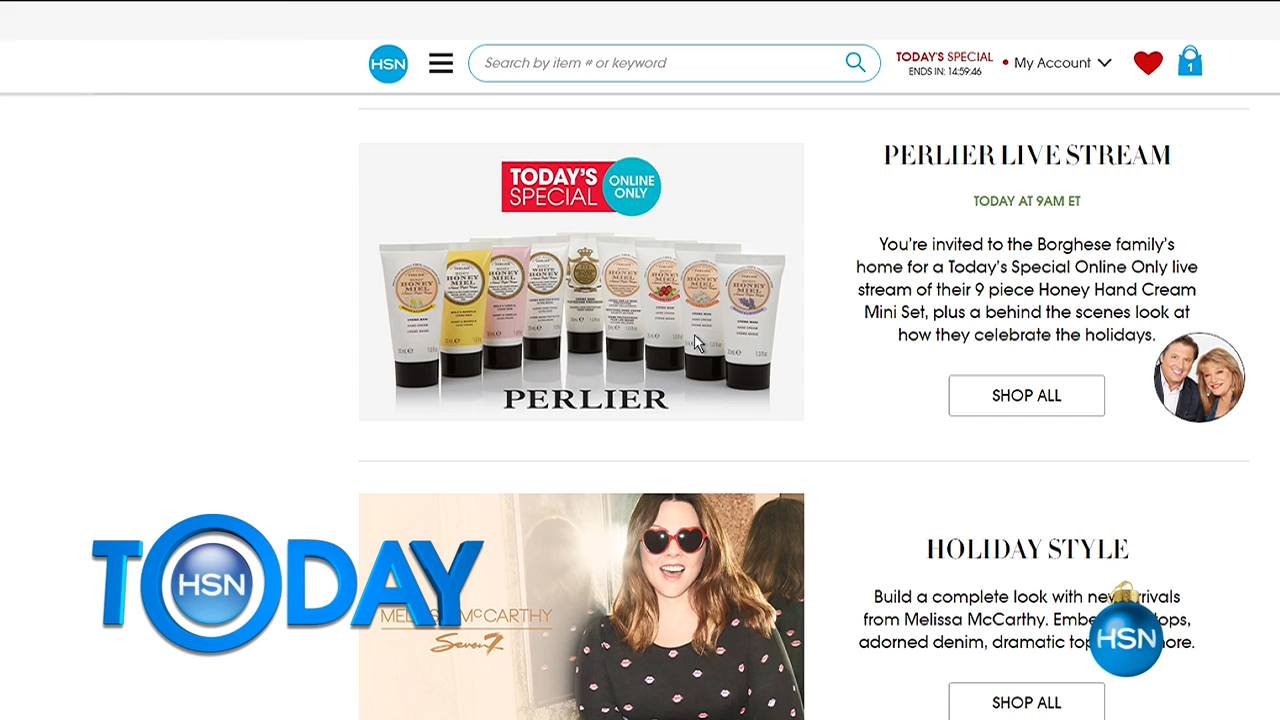 HSN
Search by item # or keyword
TODAY'S SPECIAL
ENDS IN: 14:59:46
My Account
1
TODAY'S
SPECIAL
ONLINE
ONLY
PERLIER
PERLIER LIVE STREAM
TODAY AT 9AM ET
You're invited to the Borghese family's
home for a Today's Special Online Only live
stream of their 9 piece Honey Hand Cream
Mini Set, plus a behind the scenes look at
how they celebrate the holidays.
SHOP ALL
TODAY
HSN
McCARTHY
Seven7
HOLIDAY STYLE
Build a complete look with new
from Melissa McCarthy.
adorned denim, dramatic
SHOP ALL
HSN